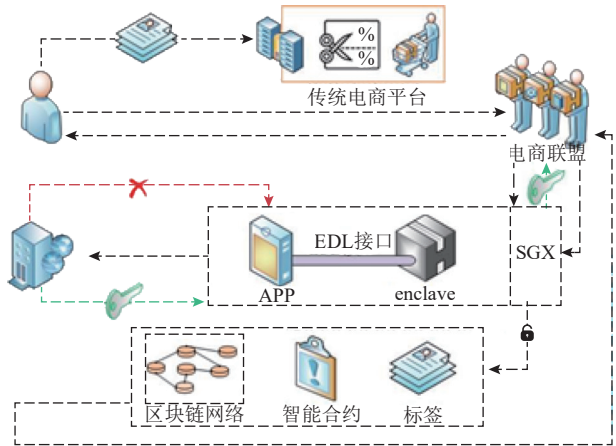 %
%
传统电商平台
电商联盟
EDL接口
SGX
APP
enclave
区块链网络
智能合约
标签